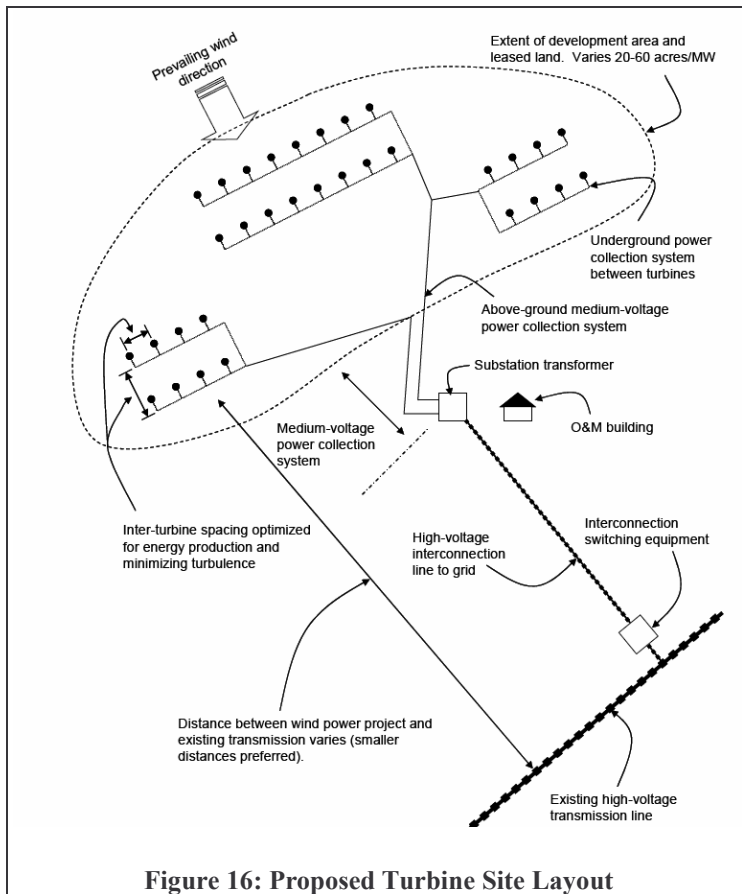 Prevailing wind
direction
Extent of development area and
leased land. Varies 20-60 acres/MW
Underground power
collection system
between turbines
Above-ground medium-voltage
power collection system
Substation transformer
O&M building
Medium-voltage
power collection
system
Inter-turbine spacing optimized
for energy production and
minimizing turbulence
High-voltage
interconnection
line to grid
Interconnection
switching equipment
Distance between wind power project and
existing transmission varies (smaller
distances preferred).
Existing high-voltage
transmission line
Figure 16: Proposed Turbine Site Layout